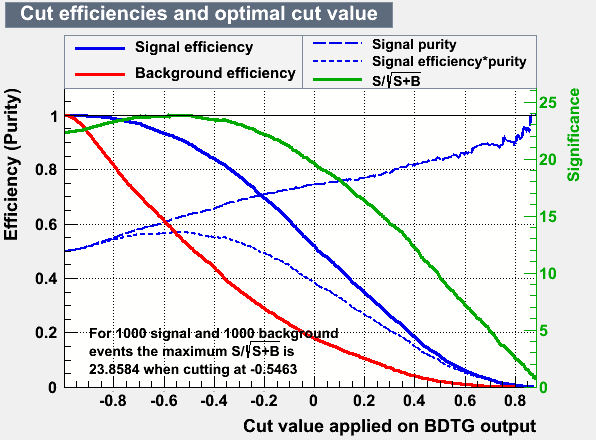 Cut efficiencies and optimal cut value
Signal efficiency
Background efficiency
Signal purity
Signal efficiency*purity
S/√S+B
Efficiency (Purity)
1
0.8
0.6
0.4
0.2
0
25
20
15
10
5
0
Significance
For 1000 signal and 1000 background
events the maximum S/√S+B is
23.8584 when cutting at -0.5463
-0.8 -0.6 -0.4 -0.2 0 0.2 0.4 0.6 0.8
Cut value applied on BDTG output